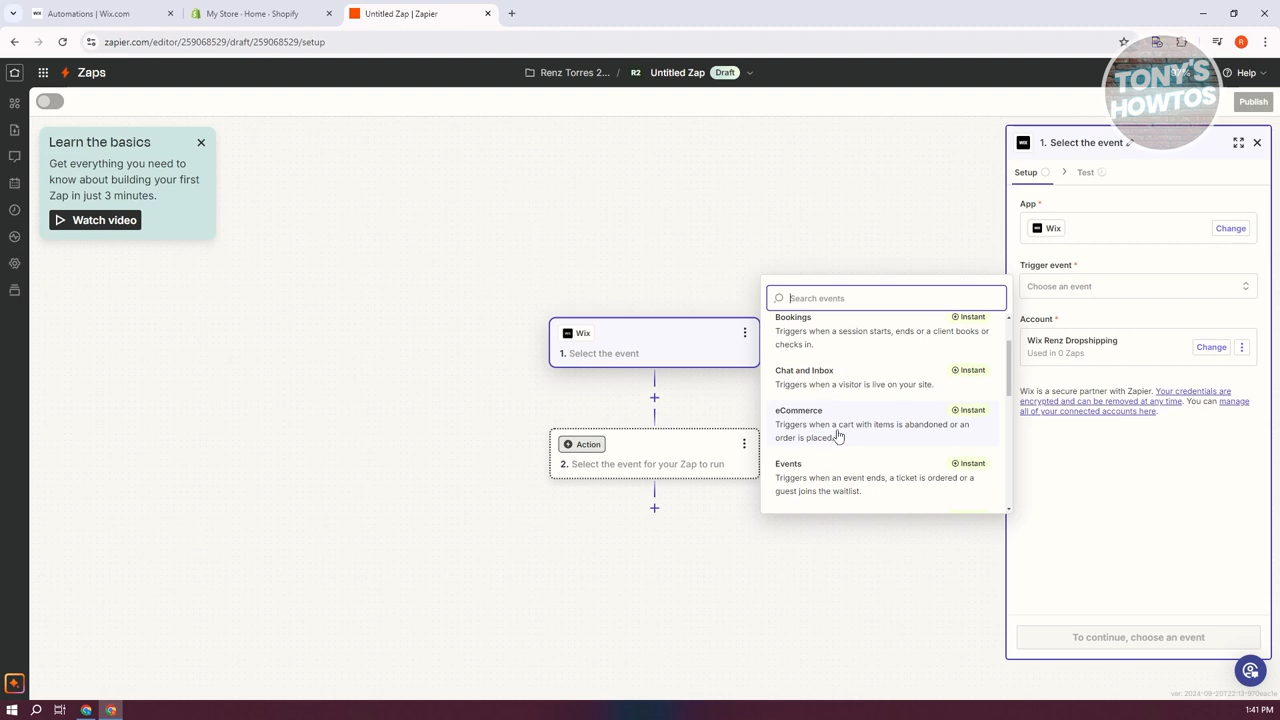 Automations | Wix.com
My Store - Home · Shopify
Untitled Zap | Zapier
zapier.com/editor/259068529/draft/259068529/setup
Zaps
Renz Torres 2... / R2 Untitled Zap Draft
Help
TONY'S
HOWTOS
Publish
Learn the basics
Get everything you need to
know about building your first
Zap in just 3 minutes.
Watch video
Wix
1. Select the event
Action
2. Select the event for your Zap to run
Search events
Bookings Instant
Triggers when a session starts, ends or a client books or
checks in.
Chat and Inbox Instant
Triggers when a visitor is live on your site.
eCommerce Instant
Triggers when a cart with items is abandoned or an
order is placed.
Events Instant
Triggers when an event ends, a ticket is ordered or a
guest joins the waitlist.
WIX
1. Select the event
Setup Test
App *
Wix Change
Trigger event *
Choose an event
Account *
Wix Renz Dropshipping
Used in 0 Zaps
Change
Wix is a secure partner with Zapier. Your credentials are
encrypted and can be removed at any time. You can manage
all of your connected accounts here.
To continue, choose an event
1:41 PM